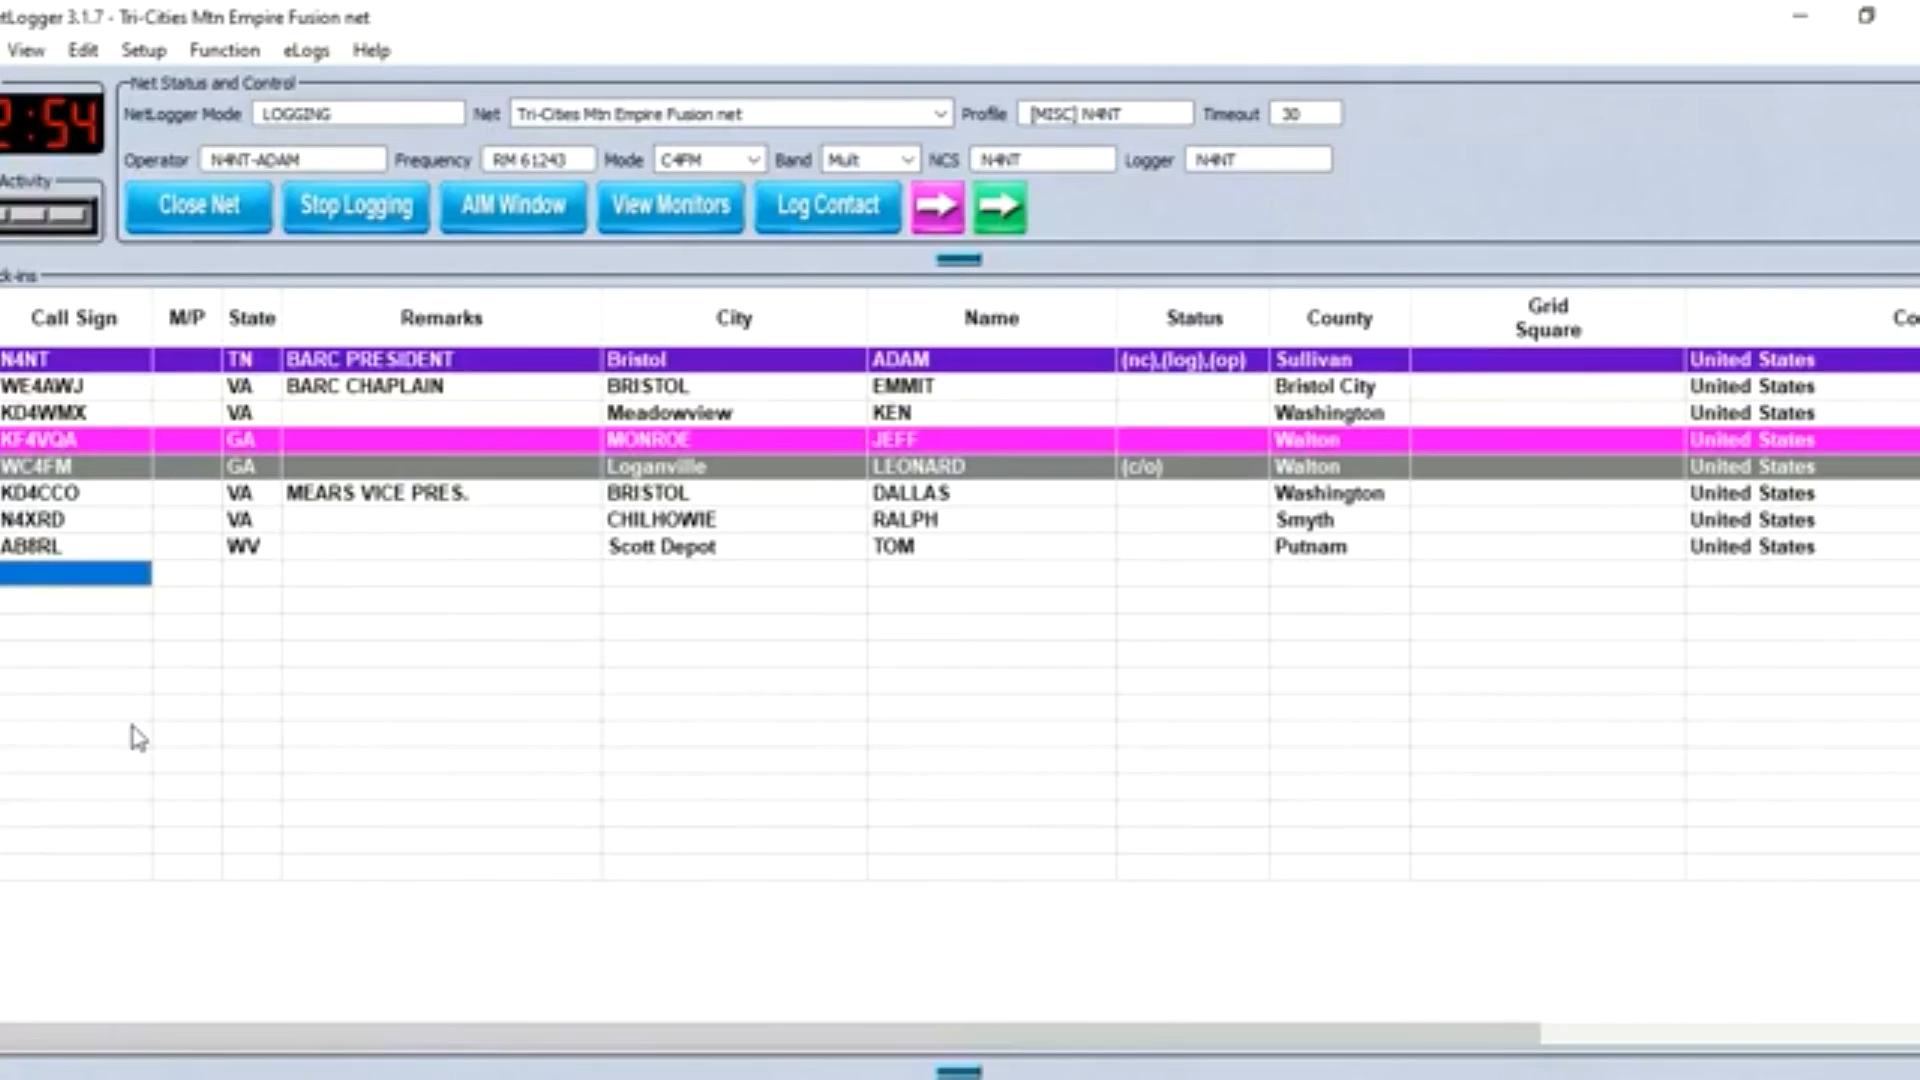 tLogger 3.1.7 - Tri-Cities Mtn Empire Fusion net
View Edit Setup Function eLogs Help
Net Status and Control
2:54
NetLogger Mode LOGGING Net Tri-Cities Mtn Empire Fusion net Profile [MISC] N4NT Timeout 30
Operator N4NT-ADAM Frequency RM 61243 Mode C4FM Band Mult NCS N4NT Logger N4NT
Activity
Close Net Stop Logging AIM Window View Monitors Log Contact
ck-ins
Call Sign M/P State Remarks City Name Status County Grid Square Co
N4NT TN BARC PRESIDENT Bristol ADAM (nc),(log),(op) Sullivan United States
WE4AWJ VA BARC CHAPLAIN BRISTOL EMMIT Bristol City United States
KD4WMX VA Meadowview KEN Washington United States
KF4VQA GA MONROE JEFF Walton United States
WC4FM GA Loganville LEONARD (c/o) Walton United States
KD4CCO VA MEARS VICE PRES. BRISTOL DALLAS Washington United States
N4XRD VA CHILHOWIE RALPH Smyth United States
AB8RL WV Scott Depot TOM Putnam United States